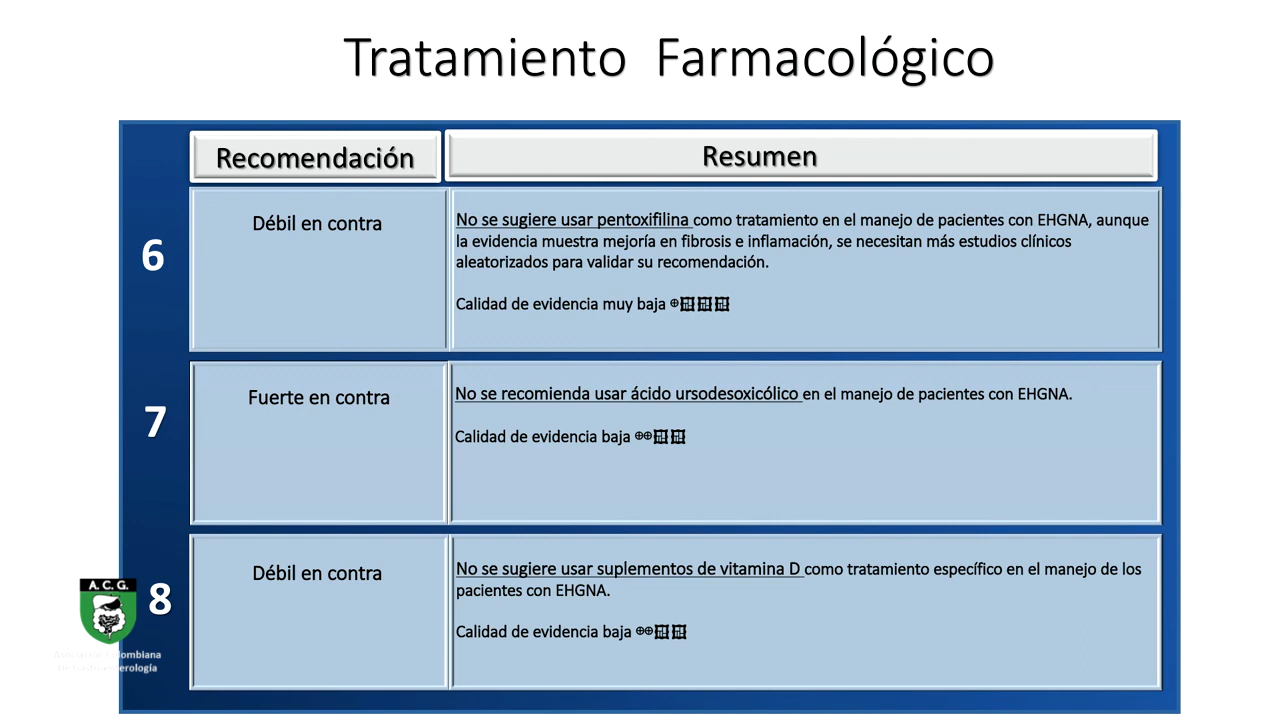 Tratamiento Farmacológico
Recomendación
Resumen
6
Débil en contra
No se sugiere usar pentoxifilina como tratamiento en el manejo de pacientes con EHGNA, aunque
la evidencia muestra mejoría en fibrosis e inflamación, se necesitan más estudios clínicos
aleatorizados para validar su recomendación.
Calidad de evidencia muy baja ⊕
7
Fuerte en contra
No se recomienda usar ácido ursodesoxicólico en el manejo de pacientes con EHGNA.
Calidad de evidencia baja ⊕⊕
8
Débil en contra
No se sugiere usar suplementos de vitamina D como tratamiento específico en el manejo de los
pacientes con EHGNA.
Calidad de evidencia baja ⊕⊕
A. C. G.